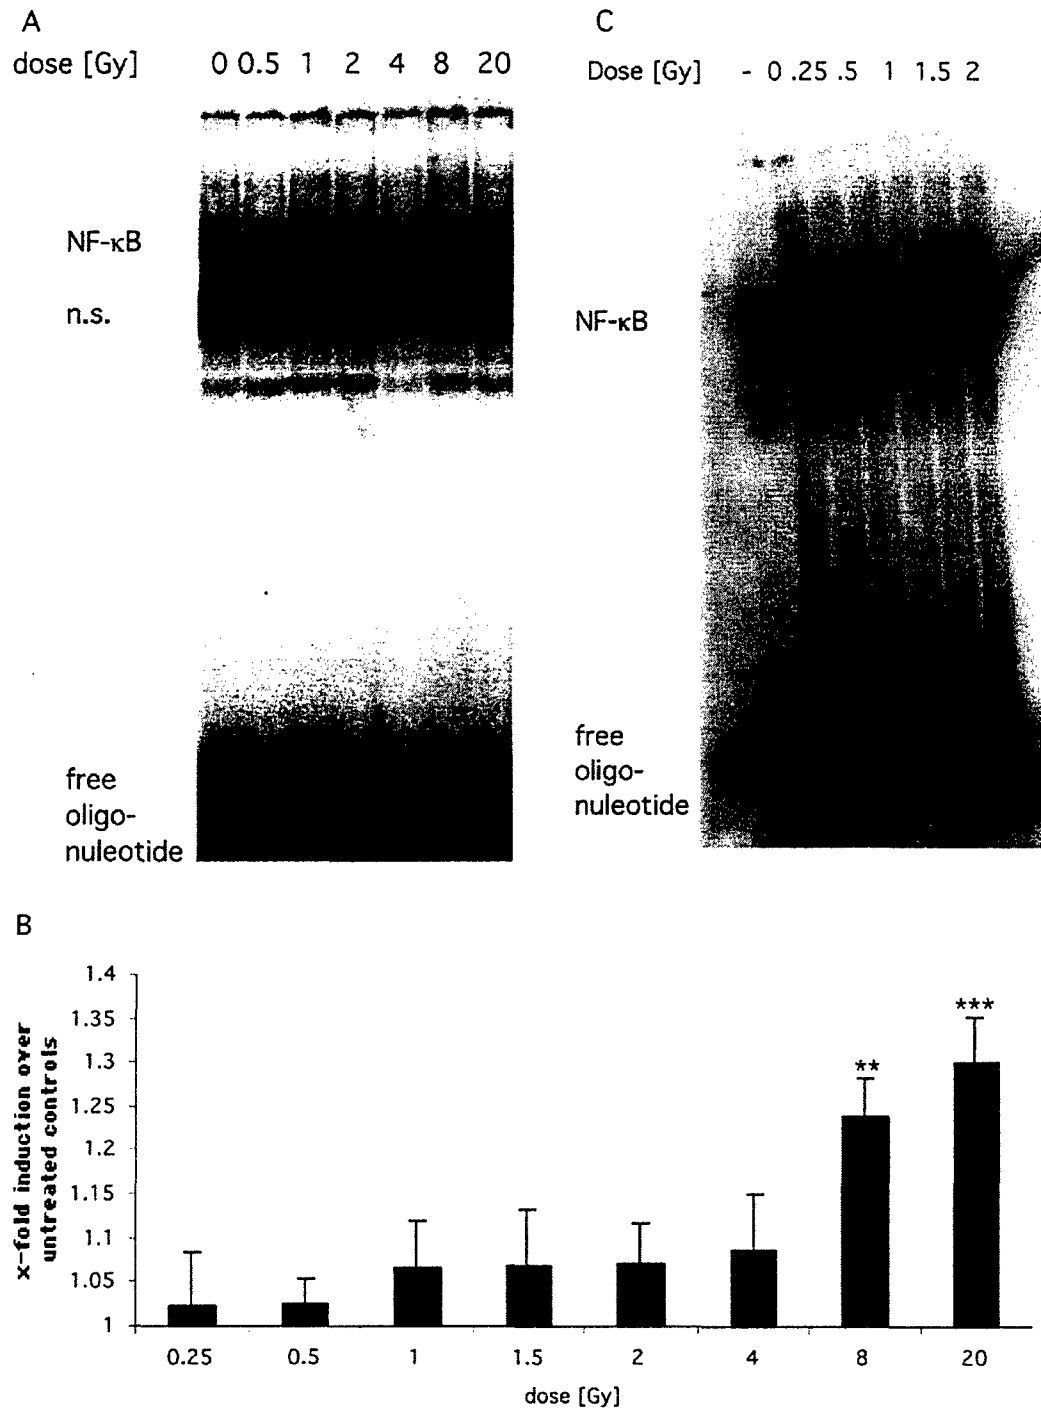 A
dose [Gy] 0 0.5 1 2 4 8 20
NF-κB
n.s.
free
oligo-
nuleotide
C
Dose [Gy] - 0 .25 .5 1 1.5 2
NF-κB
free
oligo-
nuleotide
B
x-fold induction over
untreated controls
1.4
1.35
1.3
1.25
1.2
1.15
1.1
1.05
1
**
***
0.25 0.5 1 1.5 2 4 8 20
dose [Gy]